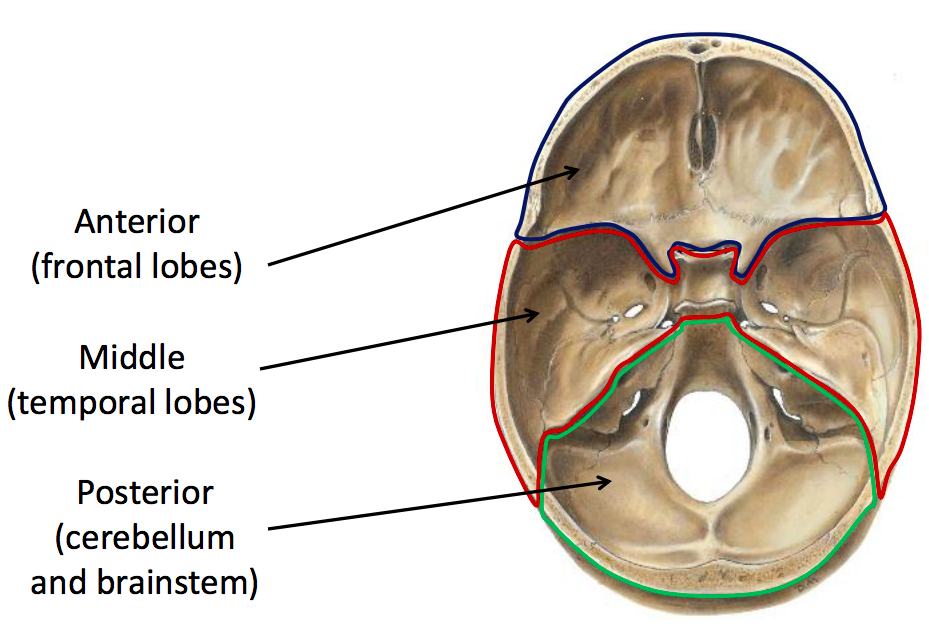 Anterior
(frontal lobes)
Middle
(temporal lobes)
Posterior
(cerebellum
and brainstem)